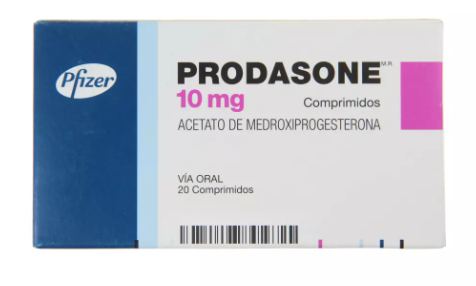 Pfizer
PRODASONE M.R.
10 mg Comprimidos
ACETATO DE MEDROXIPROGESTERONA
VÍA ORAL
20 Comprimidos